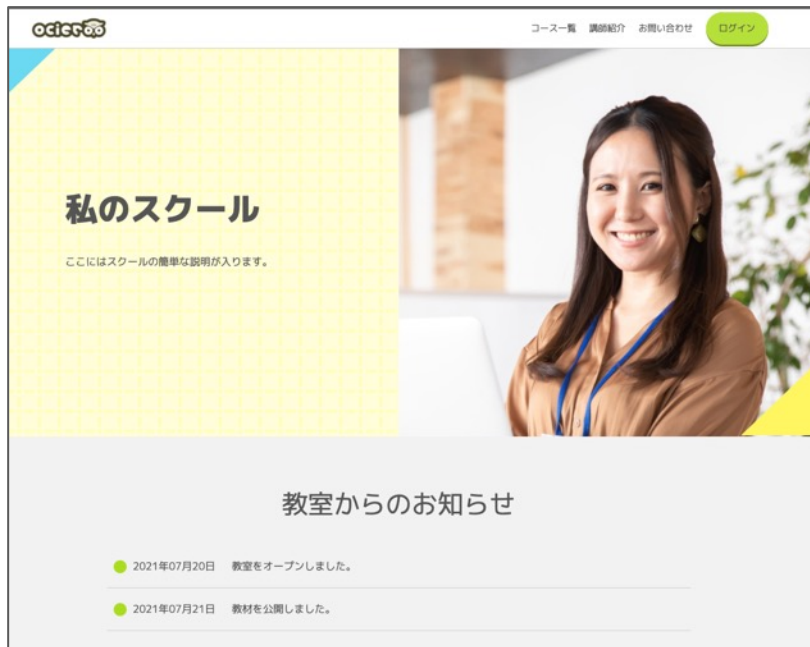 ocieroo
コース一覧 講師紹介 お問い合わせ ログイン
私のスクール
ここにはスクールの簡単な説明が入ります。
教室からのお知らせ
2021年07月20日 教室をオープンしました。
2021年07月21日 教材を公開しました。